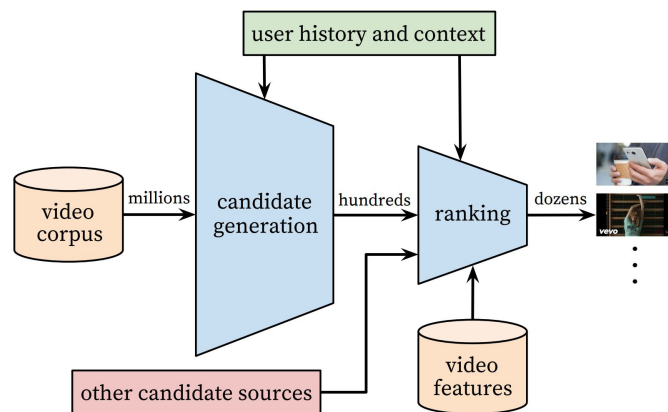 user history and context
millions
video
corpus
candidate
generation
hundreds
ranking
dozens
vevo
video
features
other candidate sources